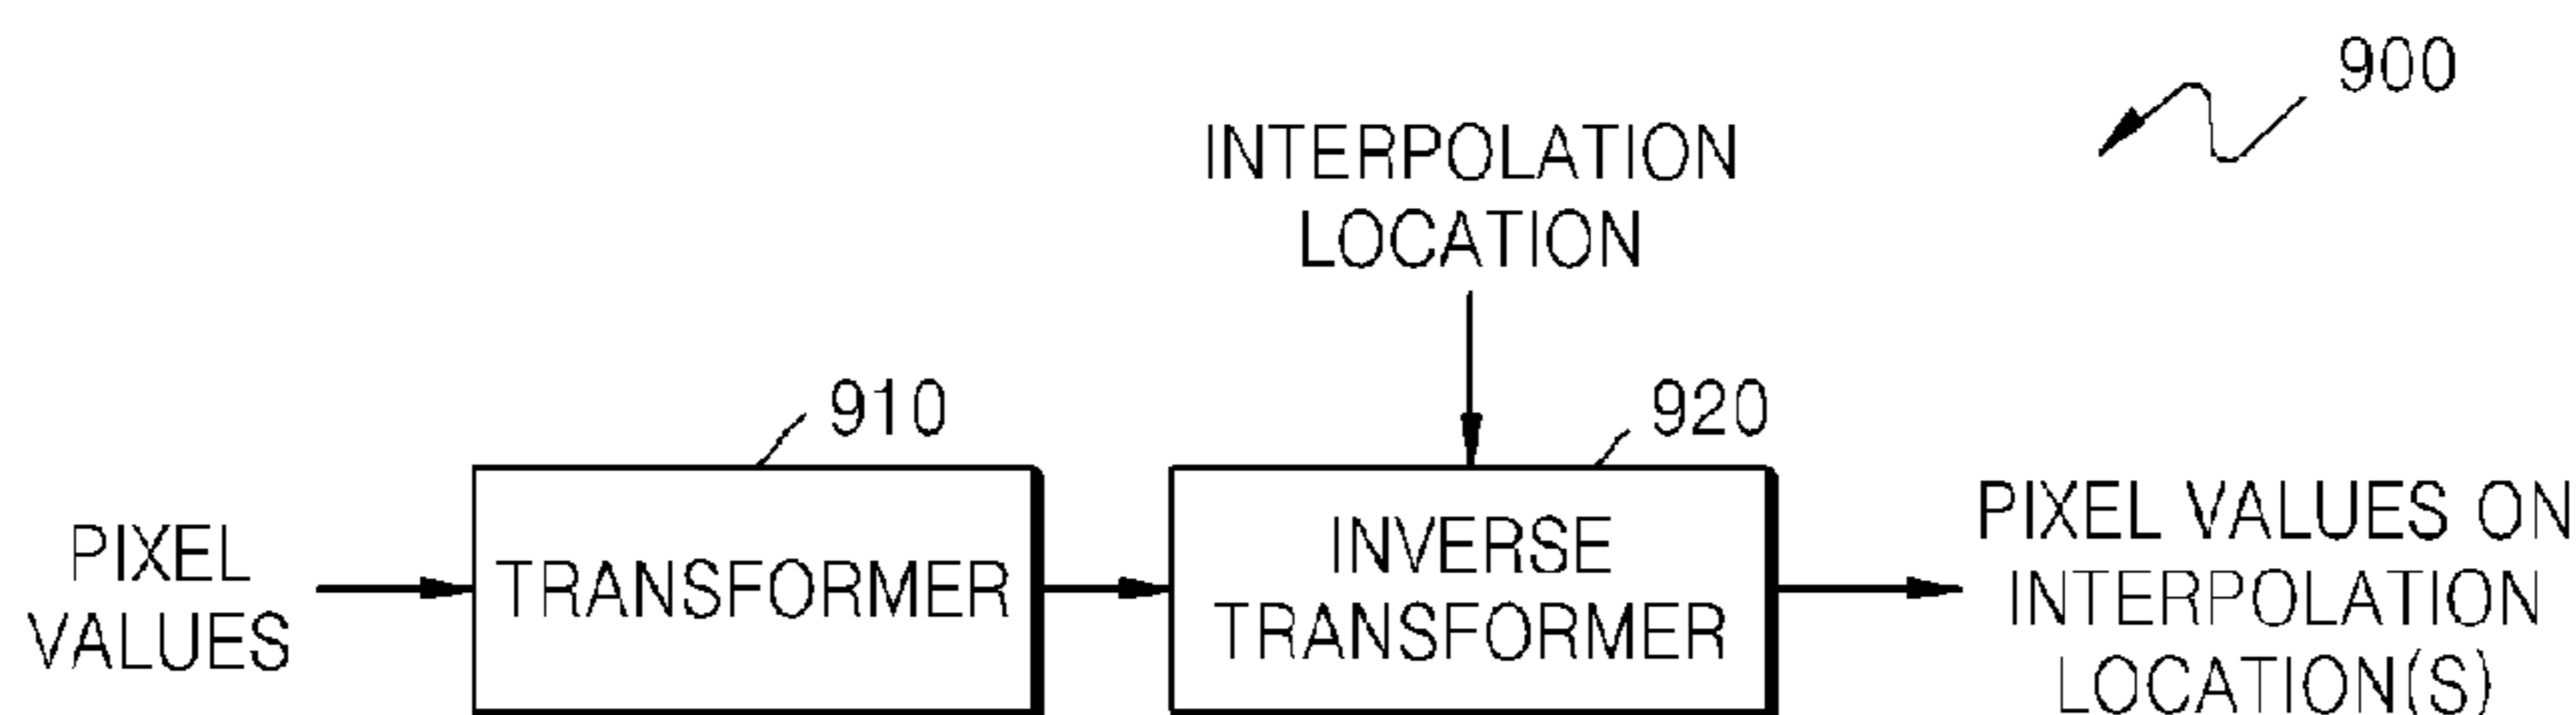 900
INTERPOLATION
LOCATION
910
920
PIXEL
VALUES
TRANSFORMER
INVERSE
TRANSFORMER
PIXEL VALUES ON
INTERPOLATION
LOCATION(S)